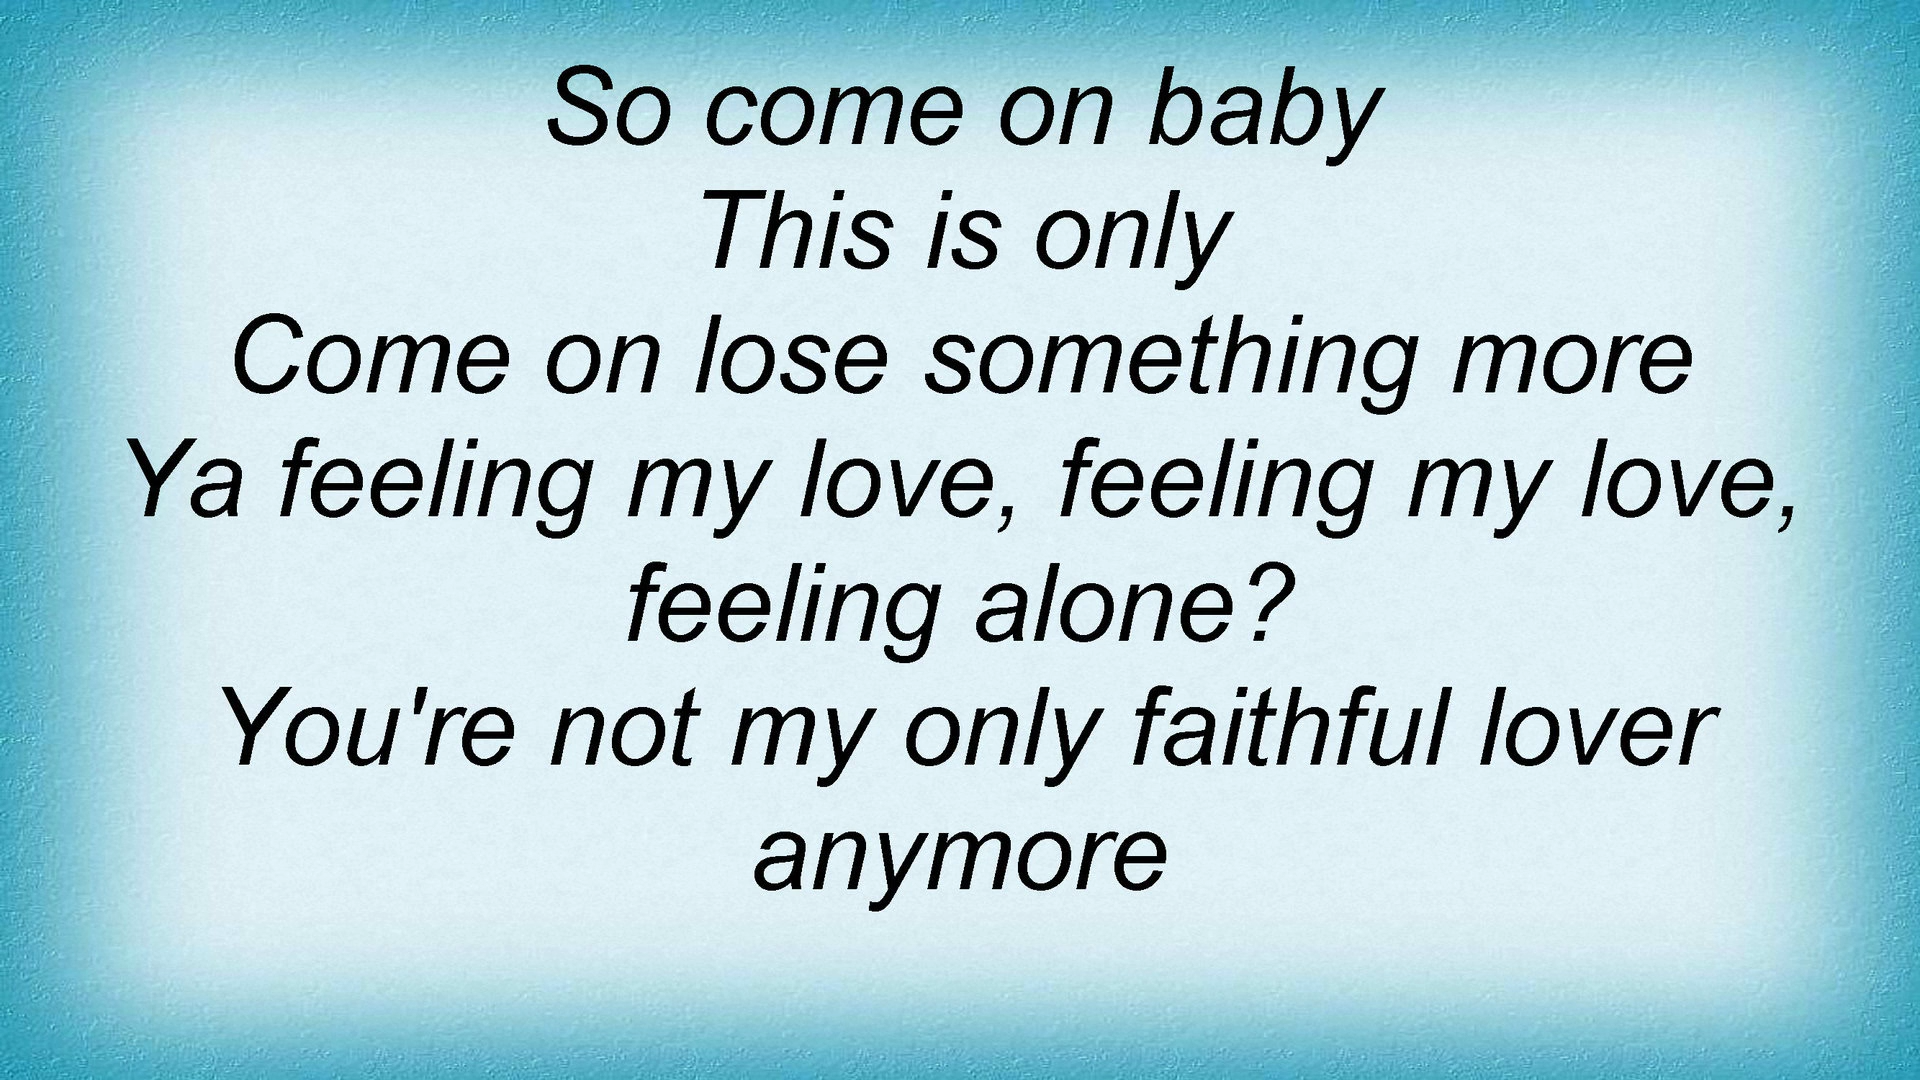 So come on baby
This is only
Come on lose something more
Ya feeling my love, feeling my love,
feeling alone?
You're not my only faithful lover
anymore